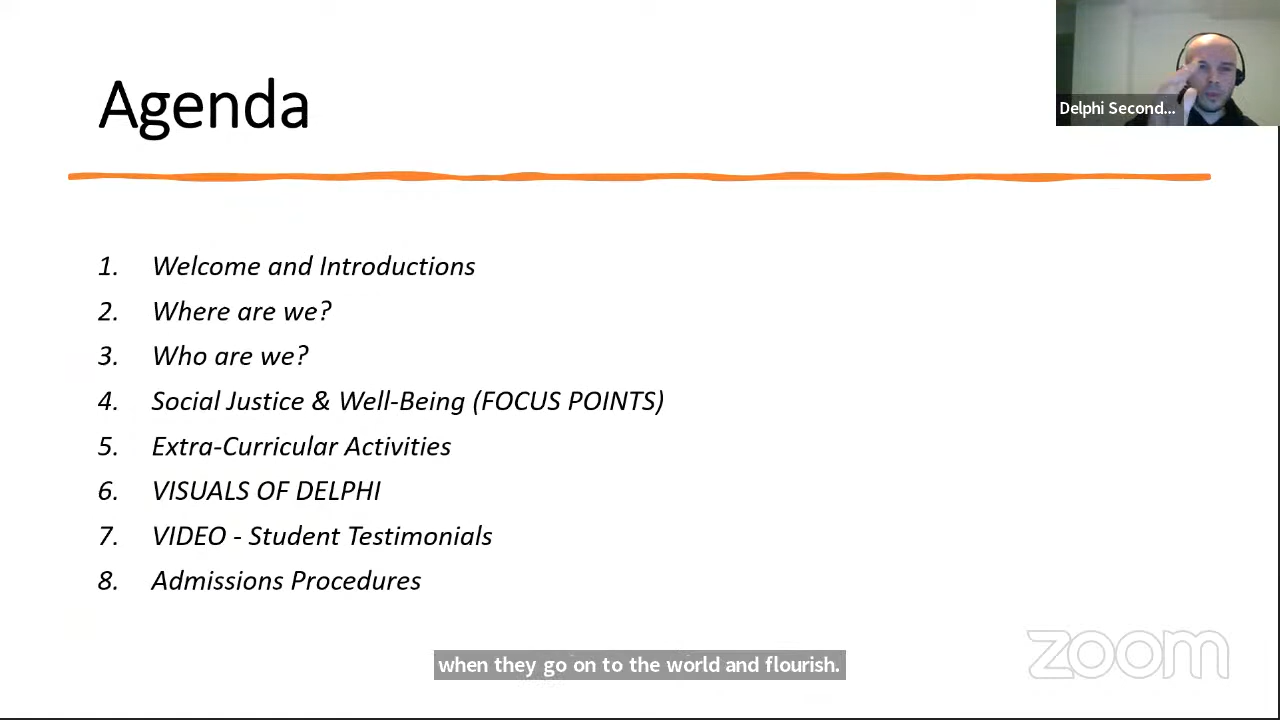 Agenda
Delphi Second...
1. Welcome and Introductions
2. Where are we?
3. Who are we?
4. Social Justice & Well-Being (FOCUS POINTS)
5. Extra-Curricular Activities
6. VISUALS OF DELPHI
7. VIDEO - Student Testimonials
8. Admissions Procedures
when they go on to the world and flourish.
zoom